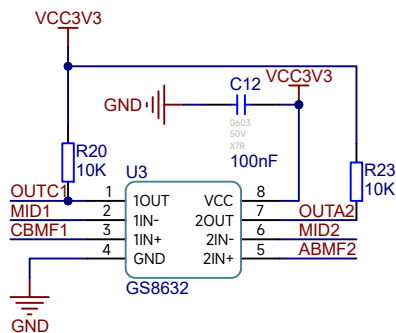 VCC3V3
C12
VCC3V3
GND
0603
50V
X7R
100nF
R20
10K
U3
R23
10K
OUTC1 1 1OUT VCC 8
MID1 2 1IN- 2OUT 7 OUTA2
CBMF1 3 1IN+ 2IN- 6 MID2
4 GND 2IN+ 5 ABMF2
GS8632
GND